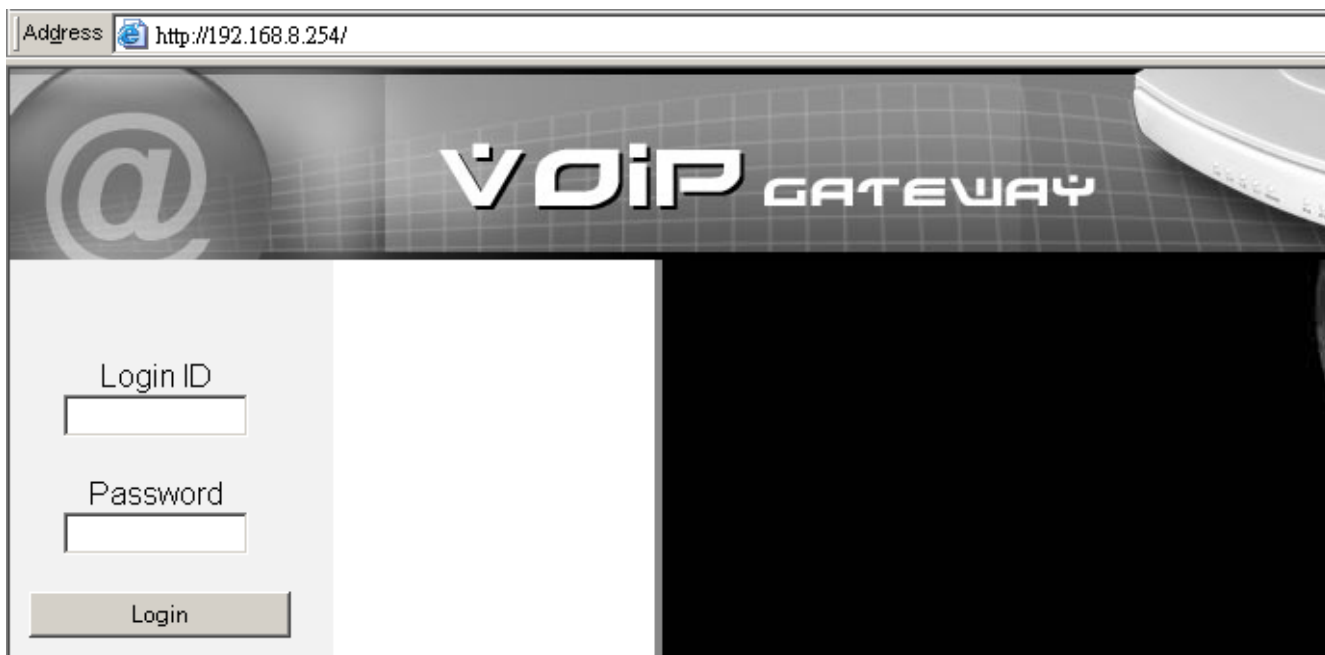 Address http://192.168.8.254/
@
VOIP GATEWAY
Login ID
Password
Login